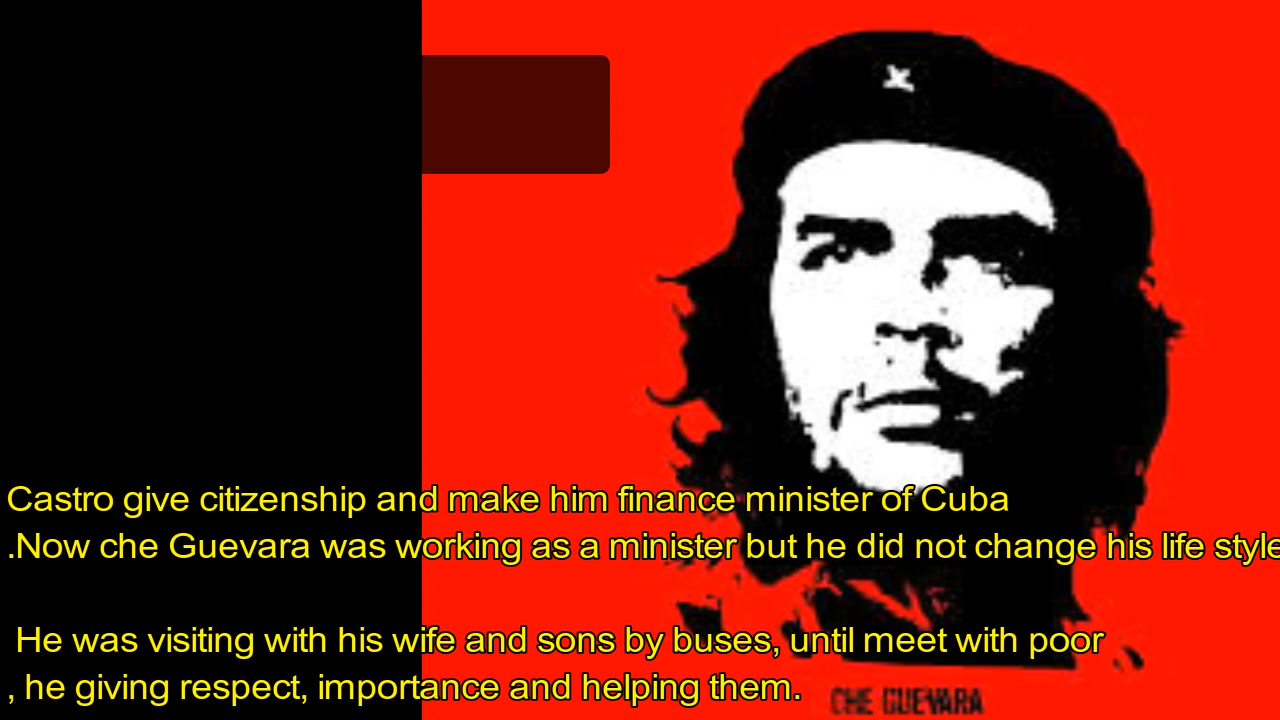 Castro give citizenship and make him finance minister of Cuba
.Now che Guevara was working as a minister but he did not change his life style
He was visiting with his wife and sons by buses, until meet with poor
, he giving respect, importance and helping them.
CHE GUEVARA